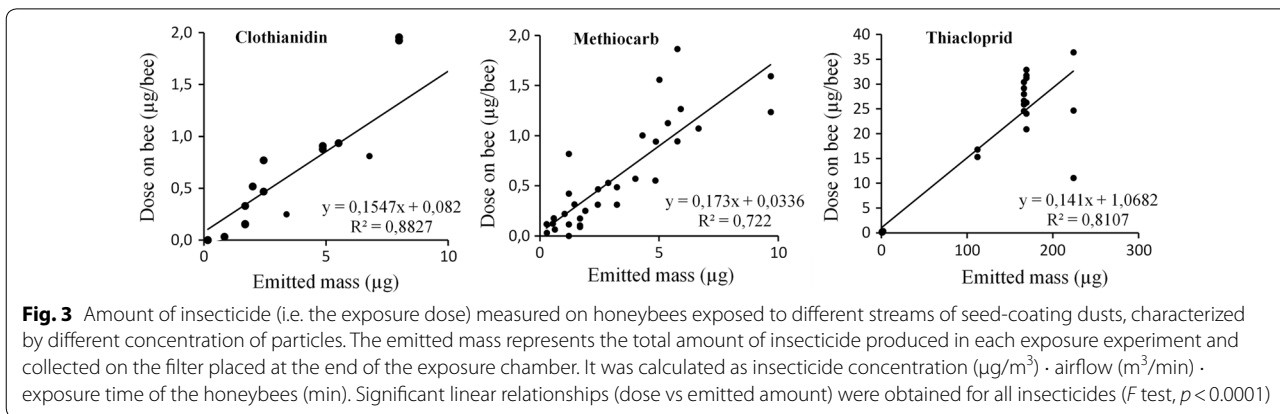 Clothianidin
Dose on bee (µg/bee)
2,0
1,5
1,0
0,5
0,0
0
5
10
y = 0,1547x + 0,082
R² = 0,8827
Emitted mass (µg)
Methiocarb
Dose on bee (µg/bee)
2,0
1,5
1,0
0,5
0,0
0
5
10
y = 0,173x + 0,0336
R² = 0,722
Emitted mass (µg)
Thiacloprid
Dose on bee (µg/bee)
40
35
30
25
20
15
10
5
0
0
100
200
300
y = 0,141x + 1,0682
R² = 0,8107
Emitted mass (µg)
Fig. 3 Amount of insecticide (i.e. the exposure dose) measured on honeybees exposed to different streams of seed-coating dusts, characterized
by different concentration of particles. The emitted mass represents the total amount of insecticide produced in each exposure experiment and
collected on the filter placed at the end of the exposure chamber. It was calculated as insecticide concentration (µg/m³) · airflow (m³/min) ·
exposure time of the honeybees (min). Significant linear relationships (dose vs emitted amount) were obtained for all insecticides (F test, p < 0.0001)